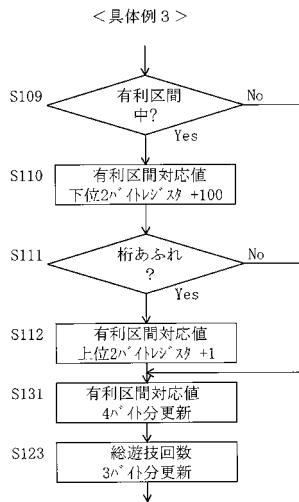 ＜具体例３＞
S109
有利区間
中?
No
Yes
S110
有利区間対応値
下位2ﾊﾞｲﾄﾚｼﾞｽﾀ +100
S111
桁あふれ
?
No
Yes
S112
有利区間対応値
上位2ﾊﾞｲﾄﾚｼﾞｽﾀ +1
S131
有利区間対応値
4ﾊﾞｲﾄ分更新
S123
総遊技回数
3ﾊﾞｲﾄ分更新